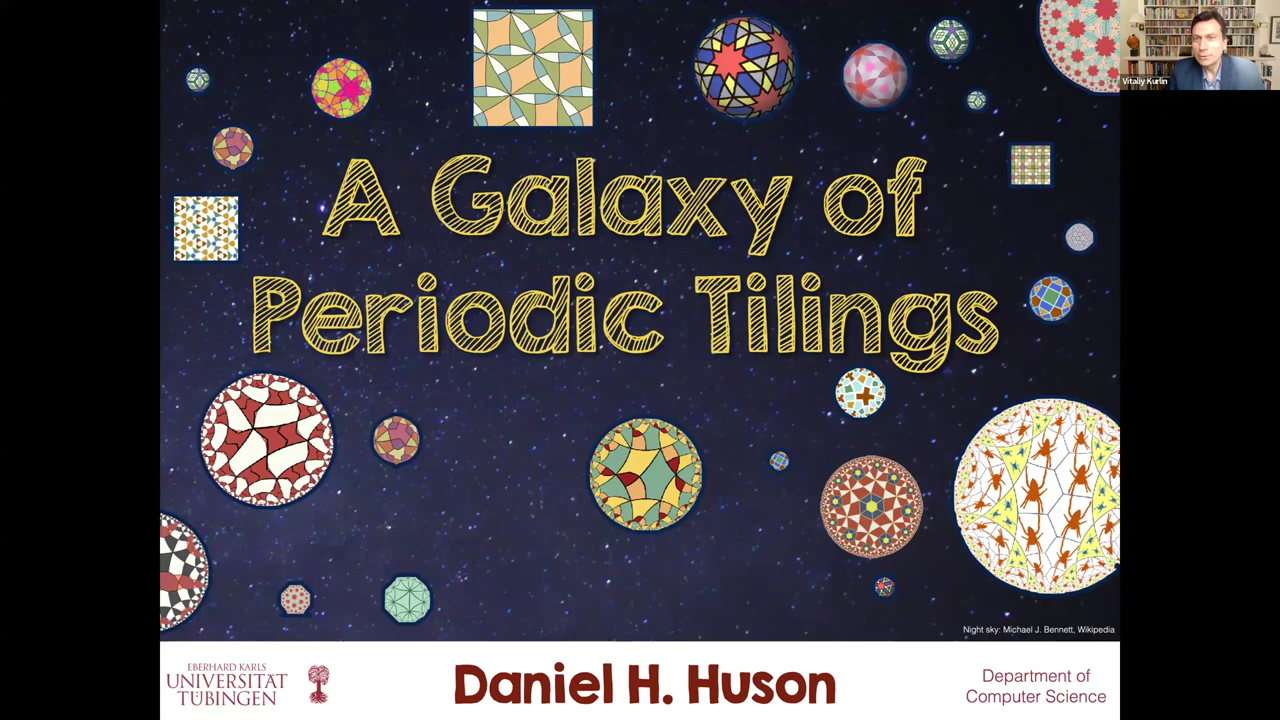 Vitaliy Kurlin
A Galaxy of
Periodic Tilings
Night sky: Michael J. Bennett, Wikipedia
EBERHARD KARLS
UNIVERSITÄT
TÜBINGEN
Daniel H. Huson
Department of
Computer Science